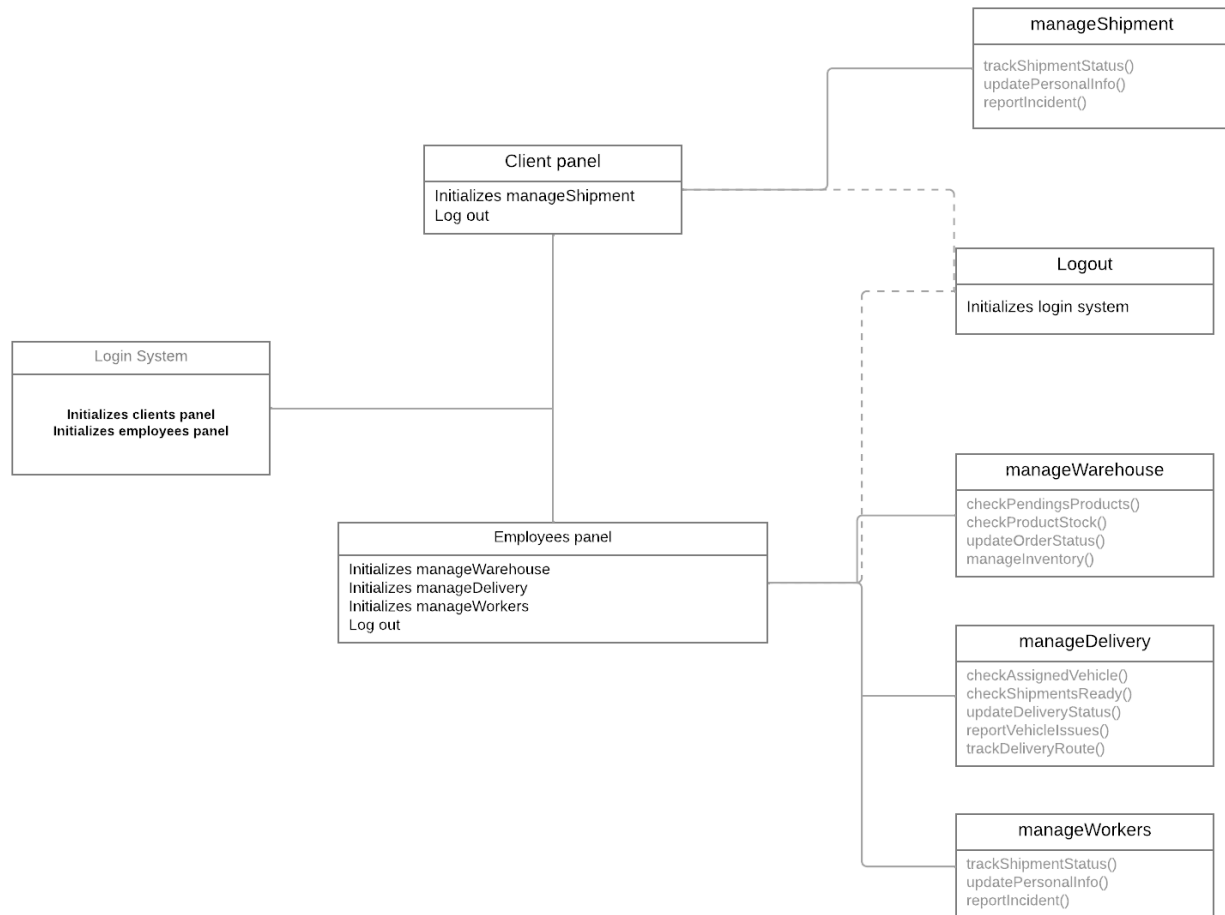 manageShipment
trackShipmentStatus()
updatePersonalInfo()
reportIncident()
Client panel
Initializes manageShipment
Log out
Logout
Initializes login system
Login System
Initializes clients panel
Initializes employees panel
manageWarehouse
checkPendingsProducts()
checkProductStock()
updateOrderStatus()
manageInventory()
Employees panel
Initializes manageWarehouse
Initializes manageDelivery
Initializes manageWorkers
Log out
manageDelivery
checkAssignedVehicle()
checkShipmentsReady()
updateDeliveryStatus()
reportVehicleIssues()
trackDeliveryRoute()
manageWorkers
trackShipmentStatus()
updatePersonalInfo()
reportIncident()